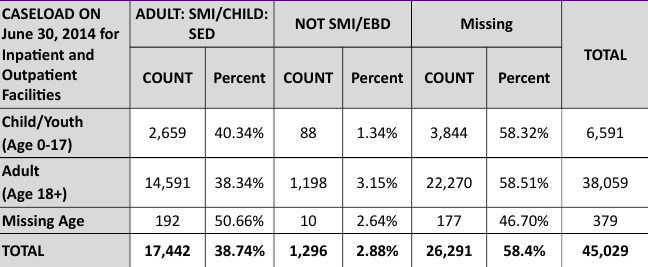 CASELOAD ON
June 30, 2014 for
Inpatient and
Outpatient
Facilities
ADULT: SMI/CHILD:
SED
NOT SMI/EBD
Missing
TOTAL
COUNT Percent COUNT Percent COUNT Percent
Child/Youth
(Age 0-17)
2,659 40.34% 88 1.34% 3,844 58.32% 6,591
Adult
(Age 18+)
14,591 38.34% 1,198 3.15% 22,270 58.51% 38,059
Missing Age 192 50.66% 10 2.64% 177 46.70% 379
TOTAL 17,442 38.74% 1,296 2.88% 26,291 58.4% 45,029